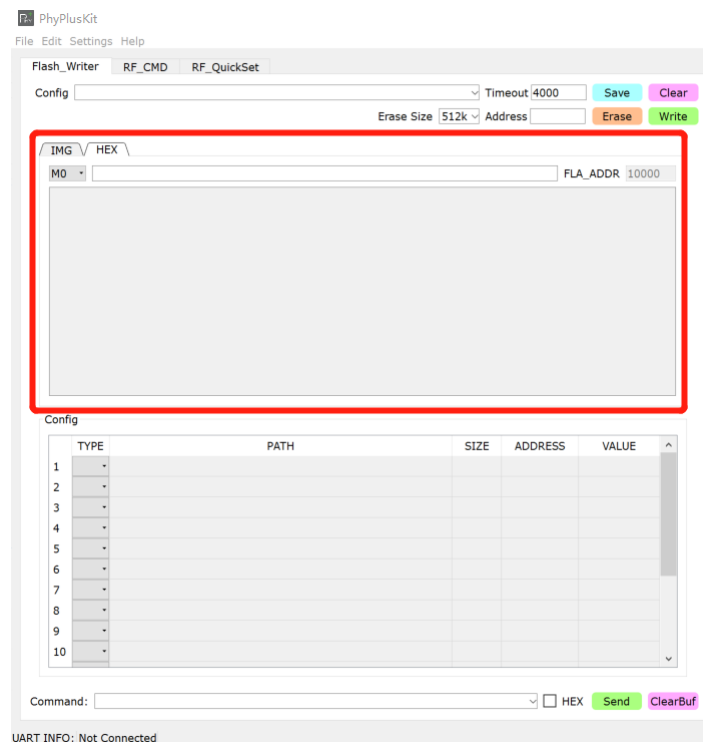 PhyPlusKit
File Edit Settings Help
Flash_Writer RF_CMD RF_QuickSet
Config Timeout 4000 Save Clear
Erase Size 512k Address Erase Write
IMG HEX
M0 FLA_ADDR 10000
Config
TYPE PATH SIZE ADDRESS VALUE
1
2
3
4
5
6
7
8
9
10
Command: HEX Send ClearBuf
UART INFO: Not Connected